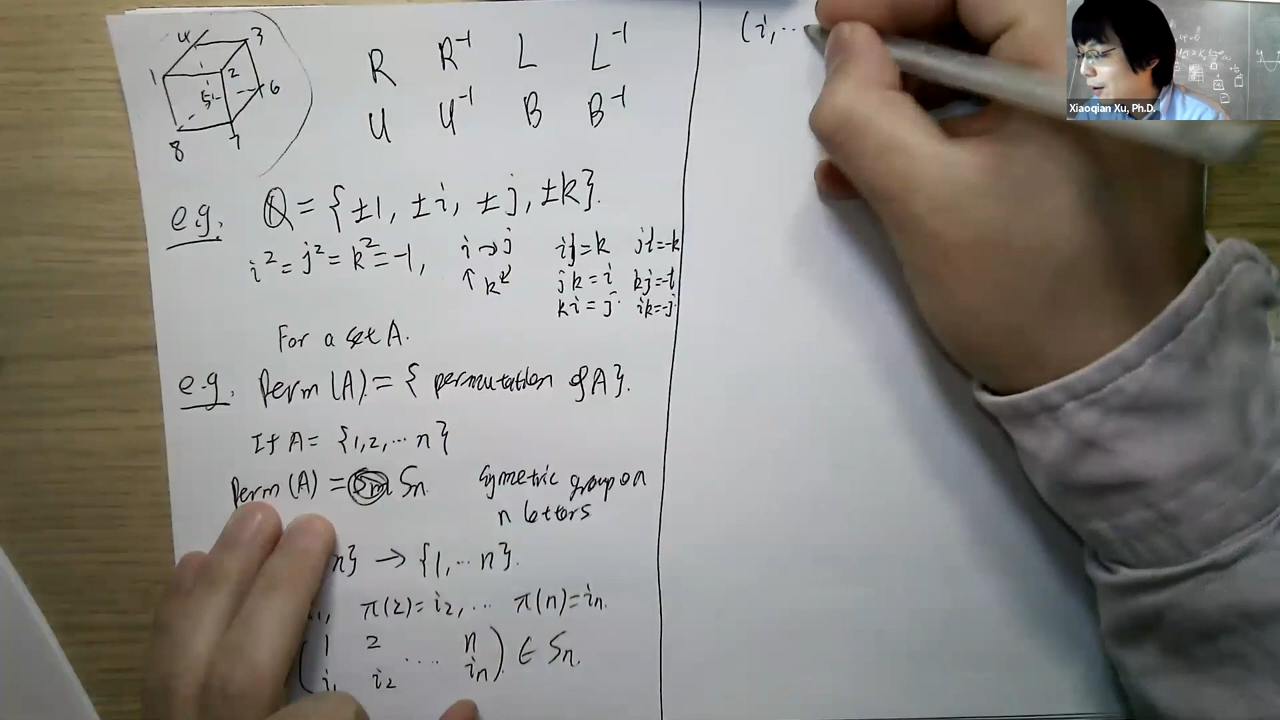 4 3
1 2
5 6
8 7
R R⁻¹ L L⁻¹
U U⁻¹ B B⁻¹
e.g. Q = { ±1, ±i, ±j, ±k }.
i² = j² = k² = -1, i → j ij = k ji = -k
↑ k ↙ jk = i kj = -i
ki = j ik = -j
For a set A.
e.g. Perm (A) = { permutation of A }.
If A = {1,2, ... n}
Perm (A) = Sn Symetric group on
n letters
n} → {1, ... n}.
π(2) = i₂, ... π(n) = iₙ.
( 1 2 ... n
i₁ i₂ iₙ ) ∈ Sn.
(i, ...
Xiaoqian Xu, Ph.D.